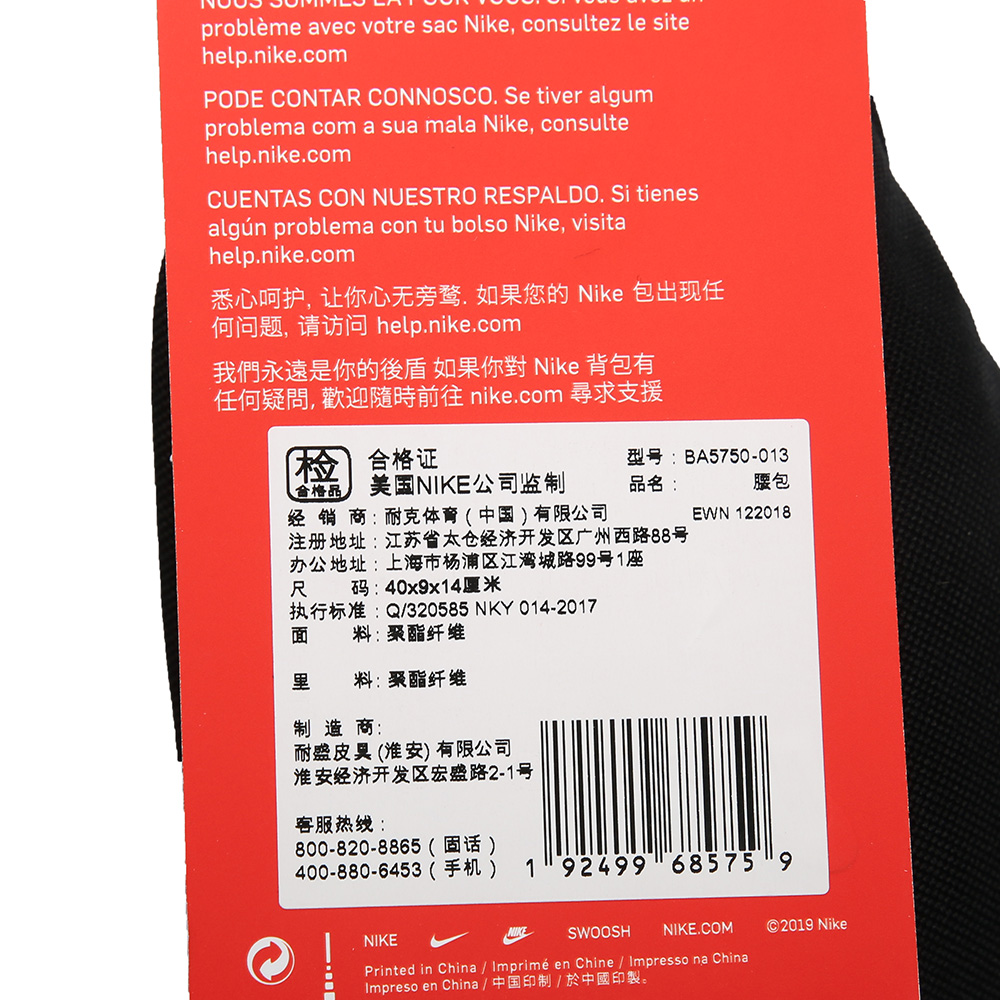 NOUS SOMMES LÀ POUR VOUS. Si vous avez un
problème avec votre sac Nike, consultez le site
help.nike.com
PODE CONTAR CONNOSCO. Se tiver algum
problema com a sua mala Nike, consulte
help.nike.com
CUENTAS CON NUESTRO RESPALDO. Si tienes
algún problema con tu bolso Nike, visita
help.nike.com
悉心呵护, 让你心无旁骛. 如果您的 Nike 包出现任
何问题, 请访问 help.nike.com
我們永遠是你的後盾 如果你對 Nike 背包有
任何疑問, 歡迎隨時前往 nike.com 尋求支援
检
合格品
合格证
美国NIKE公司监制
型号：BA5750-013
品名： 腰包
经 销 商：耐克体育（中国）有限公司 EWN 122018
注册地址：江苏省太仓经济开发区广州西路88号
办公地址：上海市杨浦区江湾城路99号1座
尺 码：40x9x14厘米
执行标准：Q/320585 NKY 014-2017
面 料：聚酯纤维
里 料：聚酯纤维
制 造 商：
耐盛皮具(淮安)有限公司
淮安经济开发区宏盛路2-1号
客服热线：
800-820-8865（固话）
400-880-6453（手机）
1 92499 68575 9
NIKE NIKE SWOOSH NIKE.COM ©2019 Nike
Printed in China / Imprimé en Chine / Impresso na China
Impreso en China / 中国印制 / 於中國印製。